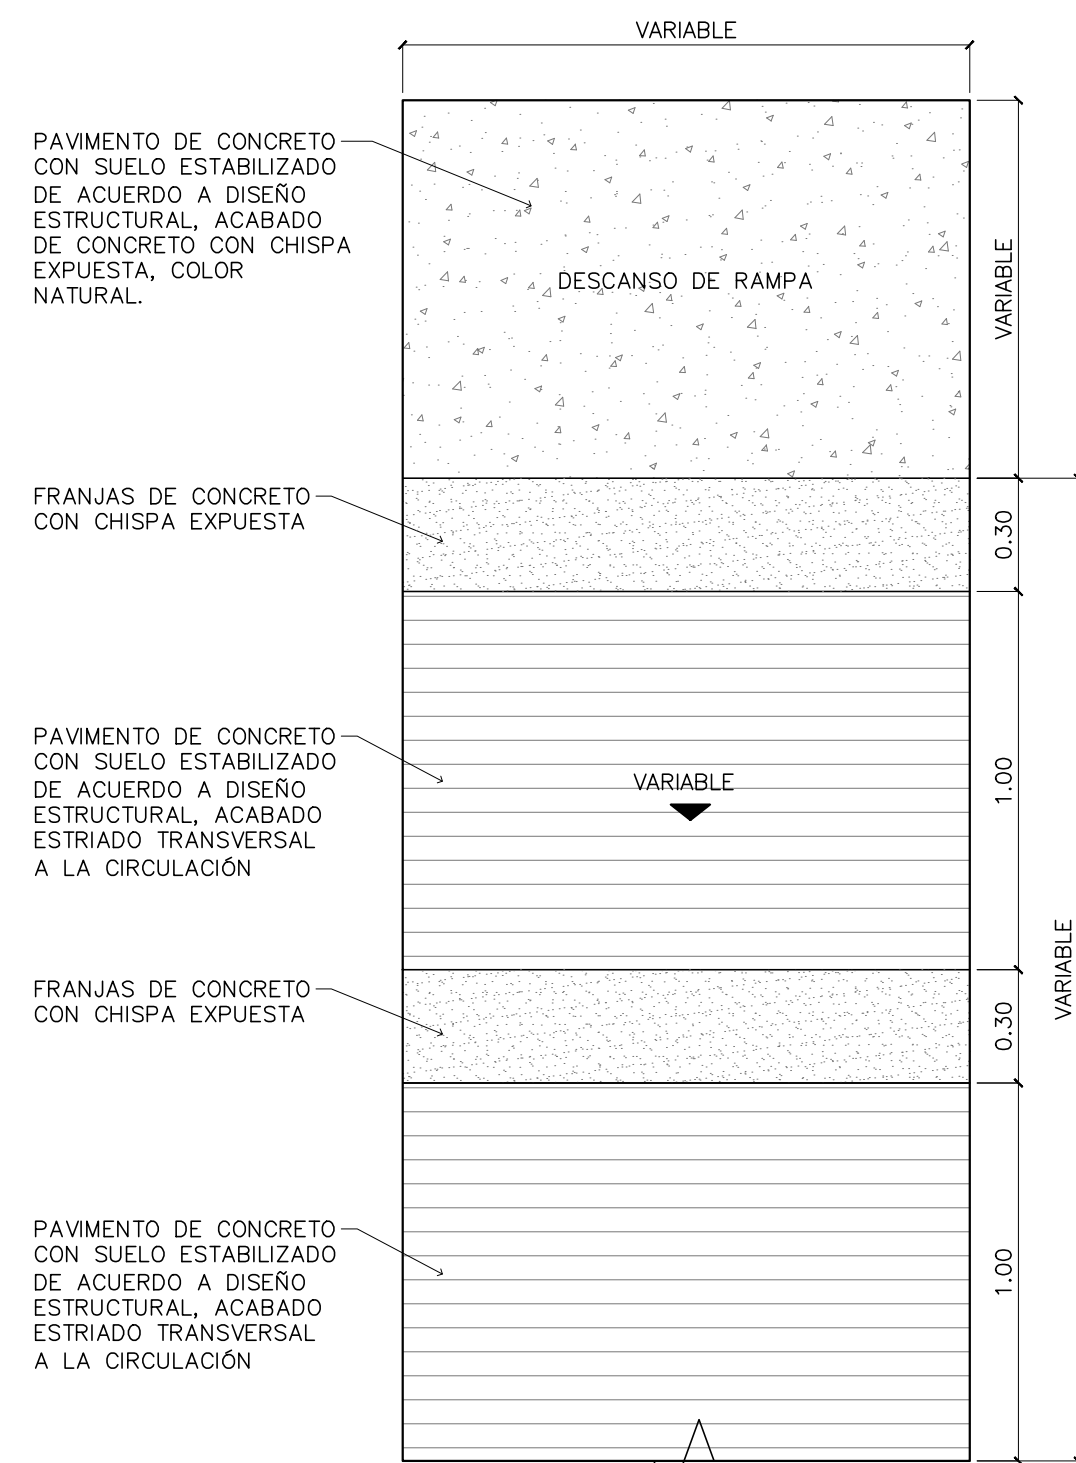 VARIABLE
PAVIMENTO DE CONCRETO
CON SUELO ESTABILIZADO
DE ACUERDO A DISEÑO
ESTRUCTURAL, ACABADO
DE CONCRETO CON CHISPA
EXPUESTA, COLOR
NATURAL.
DESCANSO DE RAMPA
VARIABLE
FRANJAS DE CONCRETO
CON CHISPA EXPUESTA
0.30
PAVIMENTO DE CONCRETO
CON SUELO ESTABILIZADO
DE ACUERDO A DISEÑO
ESTRUCTURAL, ACABADO
ESTRIADO TRANSVERSAL
A LA CIRCULACIÓN
VARIABLE
1.00
VARIABLE
FRANJAS DE CONCRETO
CON CHISPA EXPUESTA
0.30
PAVIMENTO DE CONCRETO
CON SUELO ESTABILIZADO
DE ACUERDO A DISEÑO
ESTRUCTURAL, ACABADO
ESTRIADO TRANSVERSAL
A LA CIRCULACIÓN
1.00